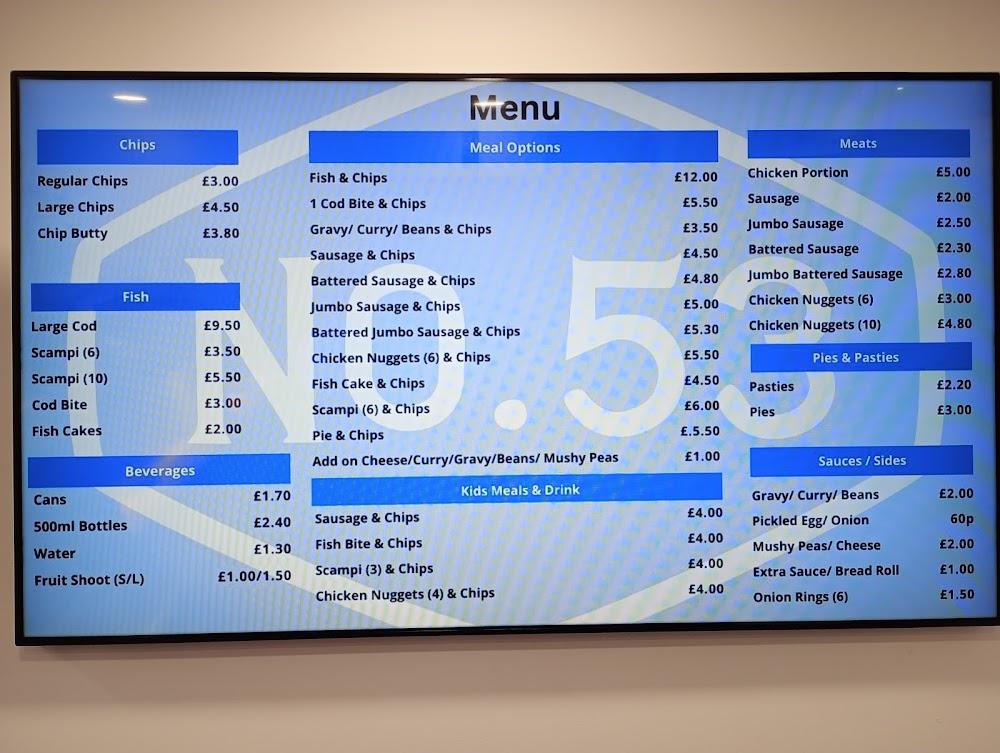 Menu
Chips
Regular Chips £3.00
Large Chips £4.50
Chip Butty £3.80
Fish
Large Cod £9.50
Scampi (6) £3.50
Scampi (10) £5.50
Cod Bite £3.00
Fish Cakes £2.00
Beverages
Cans £1.70
500ml Bottles £2.40
Water £1.30
Fruit Shoot (S/L) £1.00/1.50
Meal Options
Fish & Chips £12.00
1 Cod Bite & Chips £5.50
Gravy/ Curry/ Beans & Chips £3.50
Sausage & Chips £4.50
Battered Sausage & Chips £4.80
Jumbo Sausage & Chips £5.00
Battered Jumbo Sausage & Chips £5.30
Chicken Nuggets (6) & Chips £5.50
Fish Cake & Chips £4.50
Scampi (6) & Chips £6.00
Pie & Chips £.5.50
Add on Cheese/Curry/Gravy/Beans/ Mushy Peas £1.00
Kids Meals & Drink
Sausage & Chips £4.00
Fish Bite & Chips £4.00
Scampi (3) & Chips £4.00
Chicken Nuggets (4) & Chips £4.00
Meats
Chicken Portion £5.00
Sausage £2.00
Jumbo Sausage £2.50
Battered Sausage £2.30
Jumbo Battered Sausage £2.80
Chicken Nuggets (6) £3.00
Chicken Nuggets (10) £4.80
Pies & Pasties
Pasties £2.20
Pies £3.00
Sauces / Sides
Gravy/ Curry/ Beans £2.00
Pickled Egg/ Onion 60p
Mushy Peas/ Cheese £2.00
Extra Sauce/ Bread Roll £1.00
Onion Rings (6) £1.50
No.53